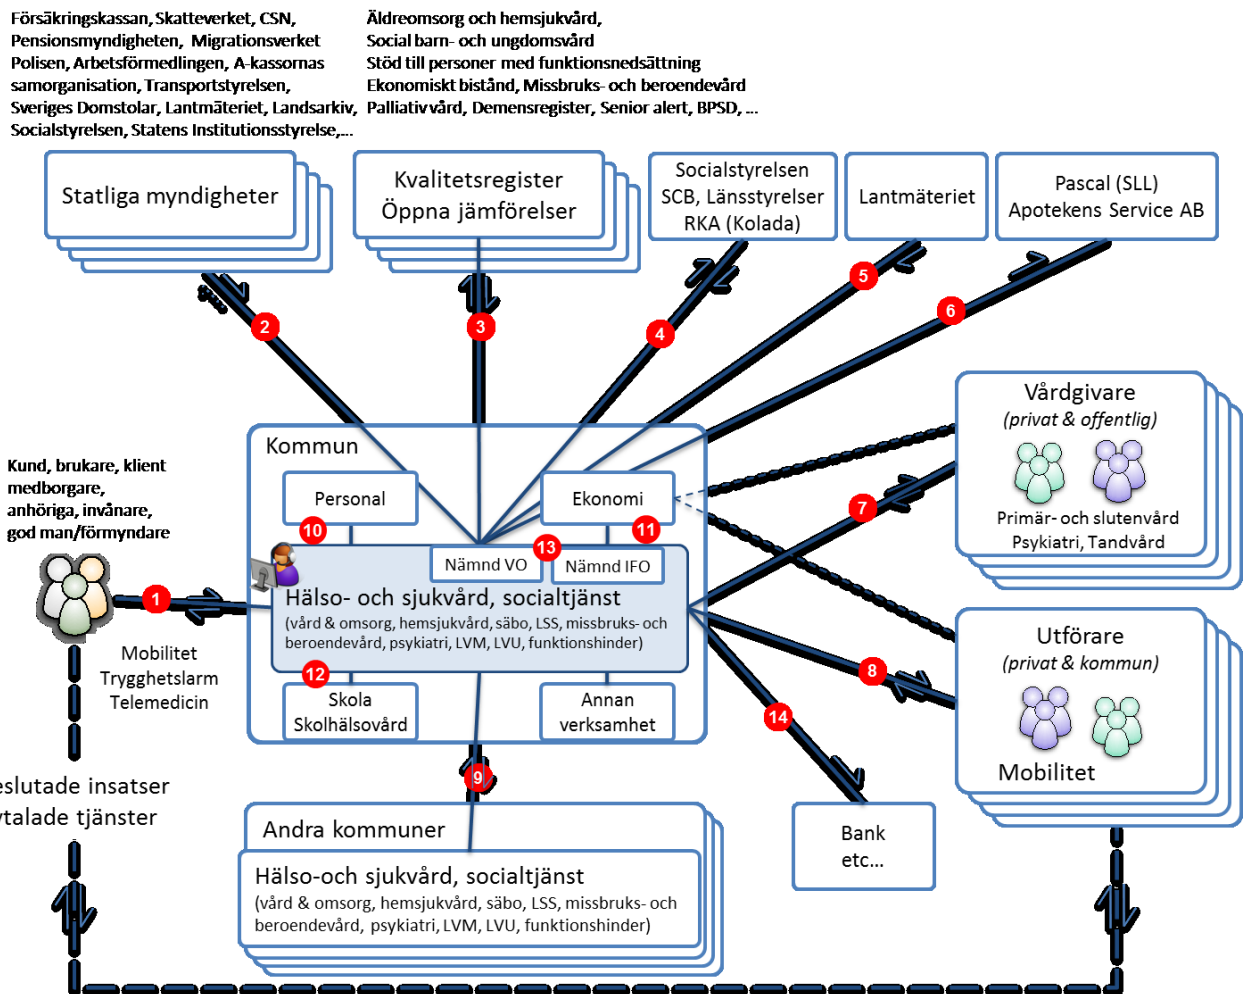 Försäkringskassan, Skatteverket, CSN,
Pensionsmyndigheten, Migrationsverket
Polisen, Arbetsförmedlingen, A-kassornas
samorganisation, Transportstyrelsen,
Sveriges Domstolar, Lantmäteriet, Landsarkiv,
Socialstyrelsen, Statens Institutionsstyrelse,...
Äldreomsorg och hemsjukvård,
Social barn- och ungdomsvård
Stöd till personer med funktionsnedsättning
Ekonomiskt bistånd, Missbruks- och beroendevård
Palliativ vård, Demensregister, Senior alert, BPSD, ...
Statliga myndigheter
Kvalitetsregister
Öppna jämförelser
Socialstyrelsen
SCB, Länsstyrelser
RKA (Kolada)
Lantmäteriet
Pascal (SLL)
Apotekens Service AB
2
3
4
5
6
Vårdgivare
(privat & offentlig)
Primär- och slutenvård
Psykiatri, Tandvård
7
Kommun
Personal
Ekonomi
10
11
13
Nämnd VO
Nämnd IFO
Hälso- och sjukvård, socialtjänst
(vård & omsorg, hemsjukvård, säbo, LSS, missbruks- och
beroendevård, psykiatri, LVM, LVU, funktionshinder)
12
Skola
Skolhälsovård
Annan
verksamhet
Kund, brukare, klient
medborgare,
anhöriga, invånare,
god man/förmyndare
1
Mobilitet
Trygghetslarm
Telemedicin
Utförare
(privat & kommun)
Mobilitet
8
14
9
eslutade insatser
vtalade tjänster
Bank
etc...
Andra kommuner
Hälso-och sjukvård, socialtjänst
(vård & omsorg, hemsjukvård, säbo, LSS, missbruks- och
beroendevård, psykiatri, LVM, LVU, funktionshinder)